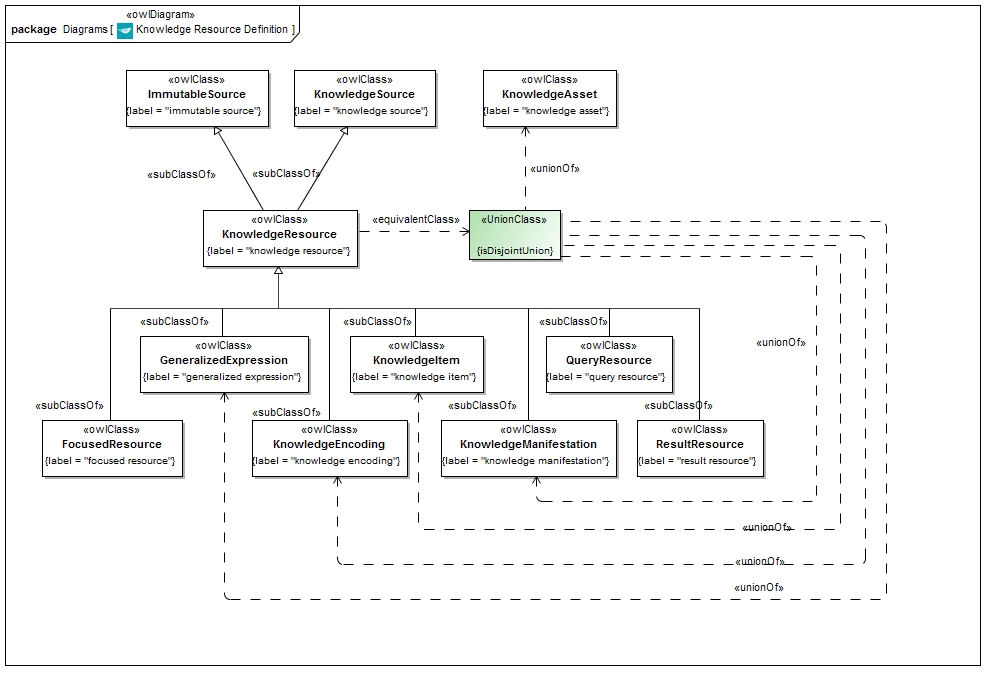 «owlDiagram»
package Diagrams [ Knowledge Resource Definition ]
«owlClass»
ImmutableSource
{label = "immutable source"}
«owlClass»
KnowledgeSource
{label = "knowledge source"}
«owlClass»
KnowledgeAsset
{label = "knowledge asset"}
«subClassOf»
«subClassOf»
«unionOf»
«owlClass»
KnowledgeResource
{label = "knowledge resource"}
«equivalentClass»
«UnionClass»
{isDisjointUnion}
«subClassOf»
«subClassOf»
«subClassOf»
«unionOf»
«owlClass»
GeneralizedExpression
{label = "generalized expression"}
«owlClass»
KnowledgeItem
{label = "knowledge item"}
«owlClass»
QueryResource
{label = "query resource"}
«subClassOf»
«subClassOf»
«subClassOf»
«subClassOf»
«owlClass»
FocusedResource
{label = "focused resource"}
«owlClass»
KnowledgeEncoding
{label = "knowledge encoding"}
«owlClass»
KnowledgeManifestation
{label = "knowledge manifestation"}
«owlClass»
ResultResource
{label = "result resource"}
«unionOf»
«unionOf»
«unionOf»